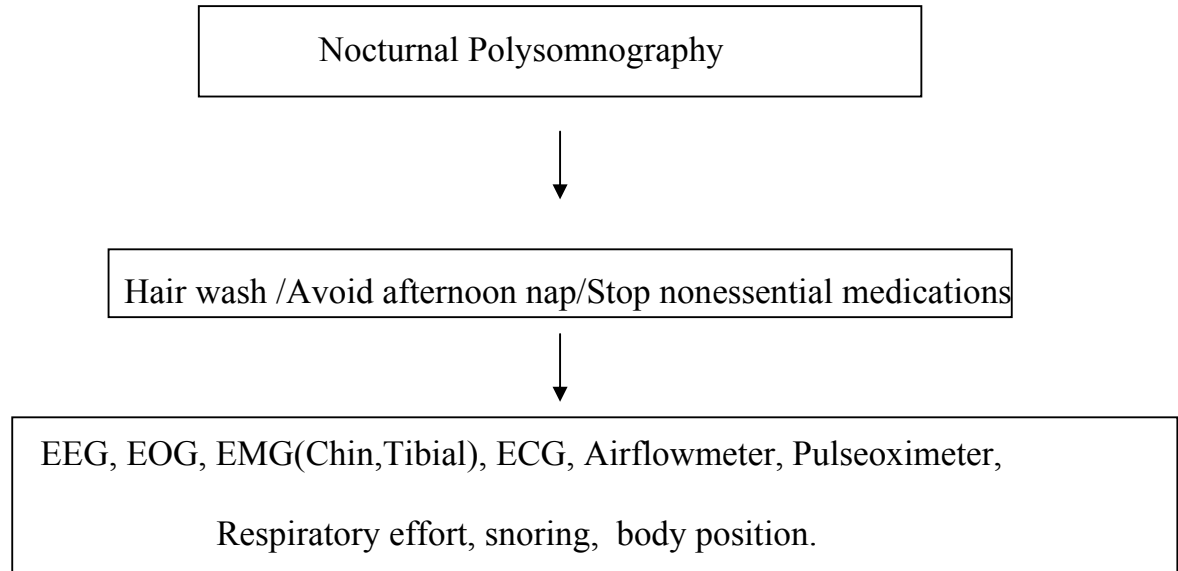 Nocturnal Polysomnography
Hair wash /Avoid afternoon nap/Stop nonessential medications
EEG, EOG, EMG(Chin,Tibial), ECG, Airflowmeter, Pulseoximeter,
Respiratory effort, snoring, body position.